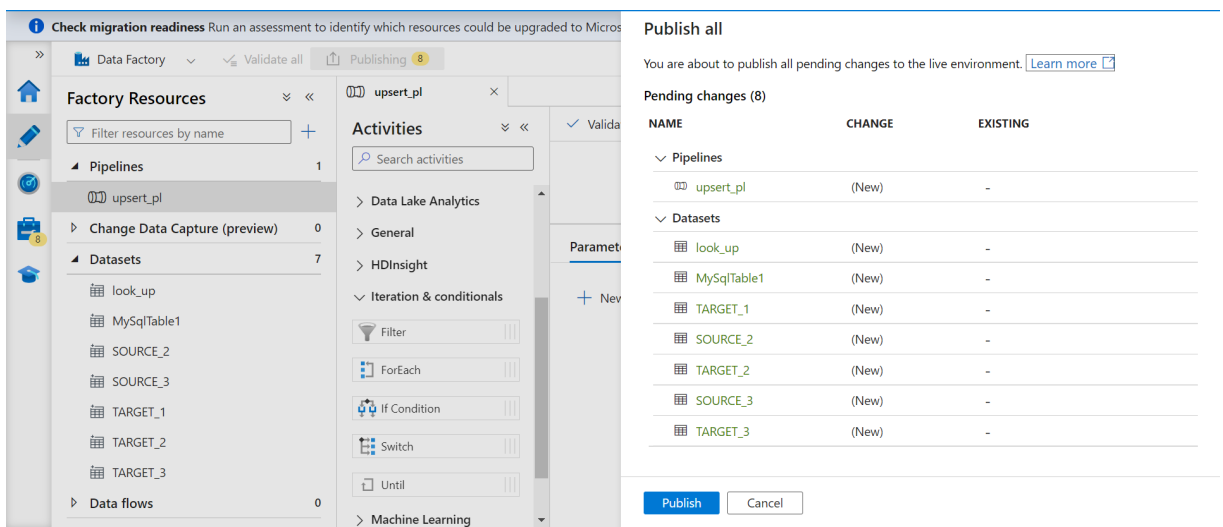 Check migration readiness Run an assessment to identify which resources could be upgraded to Micros
Data Factory
Validate all
Publishing 8
Factory Resources
Filter resources by name
Pipelines 1
upsert_pl
Change Data Capture (preview) 0
Datasets 7
look_up
MySqlTable1
SOURCE_2
SOURCE_3
TARGET_1
TARGET_2
TARGET_3
Data flows 0
8
upsert_pl
Activities
Search activities
Data Lake Analytics
General
HDInsight
Iteration & conditionals
Filter
ForEach
If Condition
Switch
Until
Machine Learning
Valida
Paramet
New
Publish all
You are about to publish all pending changes to the live environment. Learn more
Pending changes (8)
NAME CHANGE EXISTING
Pipelines
upsert_pl (New) -
Datasets
look_up (New) -
MySqlTable1 (New) -
TARGET_1 (New) -
SOURCE_2 (New) -
TARGET_2 (New) -
SOURCE_3 (New) -
TARGET_3 (New) -
Publish Cancel